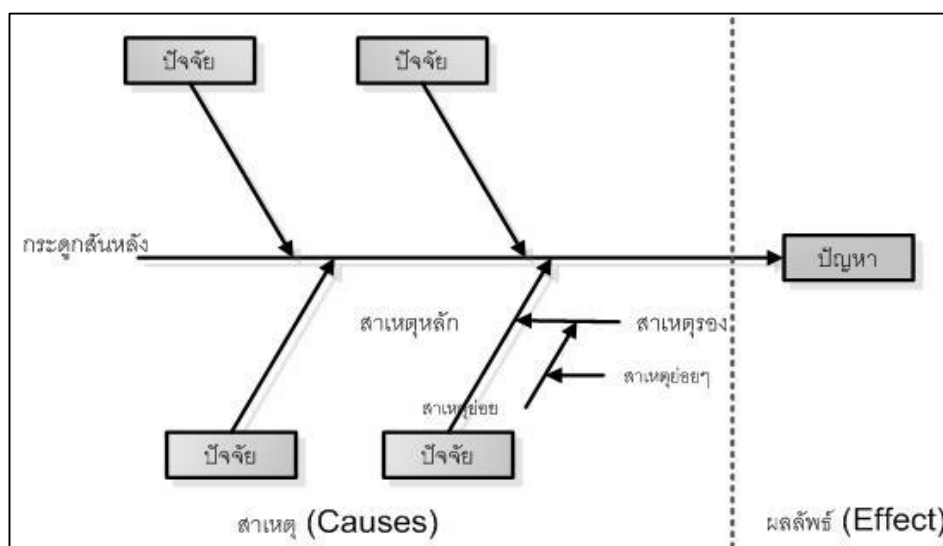 ปัจจัย
ปัจจัย
กระดูกสันหลัง
ปัญหา
สาเหตุหลัก
สาเหตุรอง
สาเหตุย่อยๆ
สาเหตุย่อย
ปัจจัย
ปัจจัย
สาเหตุ (Causes)
ผลลัพธ์ (Effect)